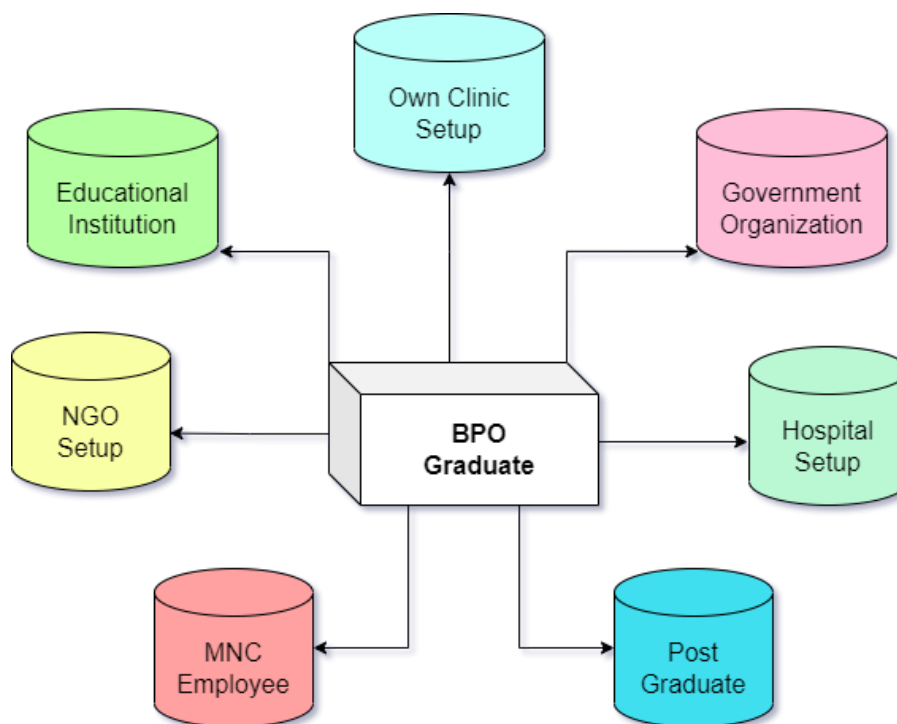 Own Clinic
Setup
Educational
Institution
Government
Organization
NGO
Setup
BPO
Graduate
Hospital
Setup
MNC
Employee
Post
Graduate